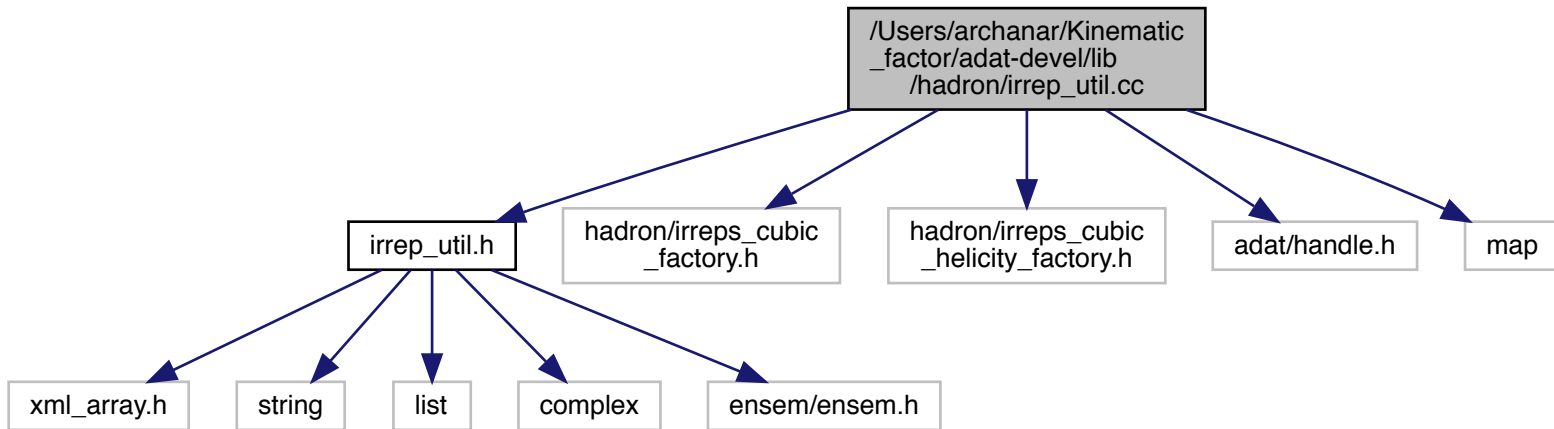 /Users/archanar/Kinematic
_factor/adat-devel/lib
/hadron/irrep_util.cc
irrep_util.h
hadron/irreps_cubic
_factory.h
hadron/irreps_cubic
_helicity_factory.h
adat/handle.h
map
xml_array.h
string
list
complex
ensem/ensem.h